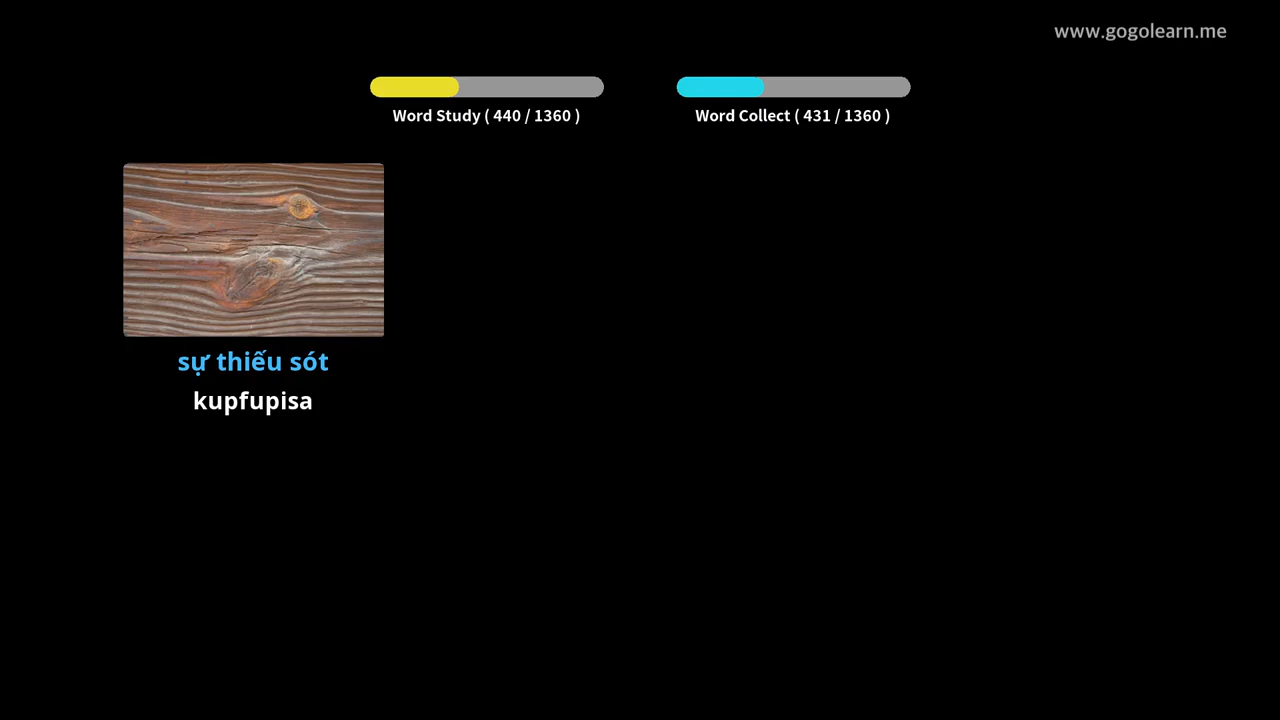 www.gogolearn.me
Word Study ( 440 / 1360 )
Word Collect ( 431 / 1360 )
sự thiếu sót
kupfupisa